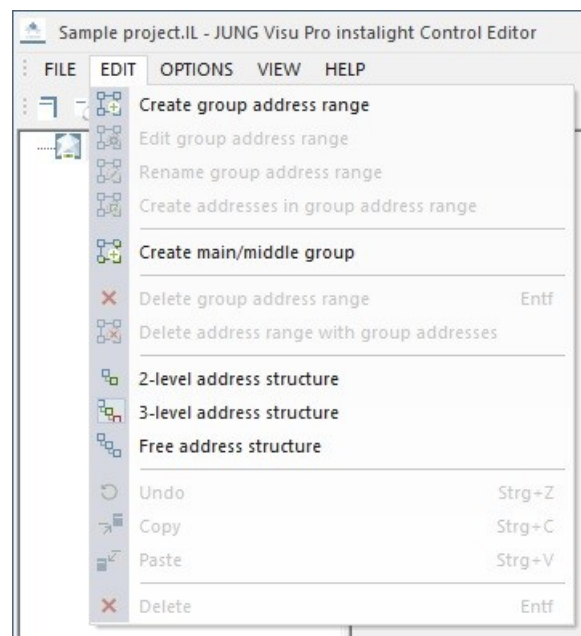 Sample project.IL - JUNG Visu Pro instalight Control Editor
FILE EDIT OPTIONS VIEW HELP
Create group address range
Edit group address range
Rename group address range
Create addresses in group address range
Create main/middle group
Delete group address range Entf
Delete address range with group addresses
2-level address structure
3-level address structure
Free address structure
Undo Strg+Z
Copy Strg+C
Paste Strg+V
Delete Entf